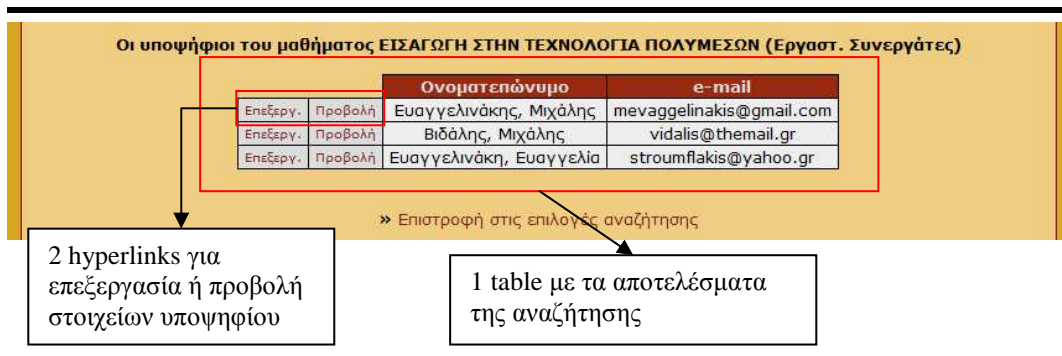 Οι υποψήφιοι του μαθήματος ΕΙΣΑΓΩΓΗ ΣΤΗΝ ΤΕΧΝΟΛΟΓΙΑ ΠΟΛΥΜΕΣΩΝ (Εργαστ. Συνεργάτες)
Ονοματεπώνυμο e-mail
Επεξεργ. Προβολή Ευαγγελινάκης, Μιχάλης mevaggelinakis@gmail.com
Επεξεργ. Προβολή Βιδάλης, Μιχάλης vidalis@themail.gr
Επεξεργ. Προβολή Ευαγγελινάκη, Ευαγγελία stroumflakis@yahoo.gr
» Επιστροφή στις επιλογές αναζήτησης
2 hyperlinks για
επεξεργασία ή προβολή
στοιχείων υποψηφίου
1 table με τα αποτελέσματα
της αναζήτησης